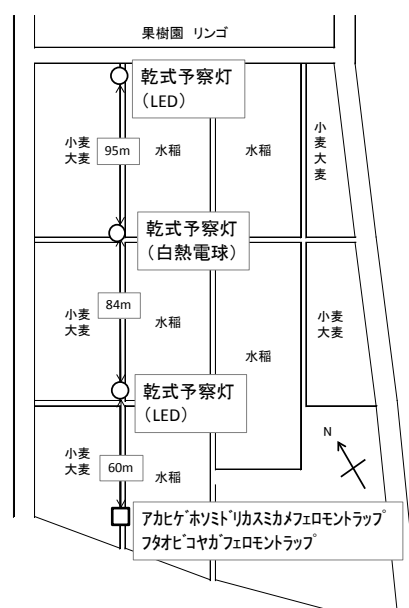 果樹園 リンゴ
乾式予察灯
（LED）
小麦
大麦
95m
水稲
水稲
小
麦
大
麦
乾式予察灯
（白熱電球）
84m
小麦
大麦
水稲
水稲
小麦
大麦
乾式予察灯
（LED）
N
小麦
大麦
60m
水稲
ｱｶﾋｹﾞﾎｿﾐﾄﾞﾘｶｽﾐｶﾒﾌｪﾛﾓﾝﾄﾗｯﾌﾟ
ﾌﾀｵﾋﾞｺﾔｶﾞﾌｪﾛﾓﾝﾄﾗｯﾌﾟ